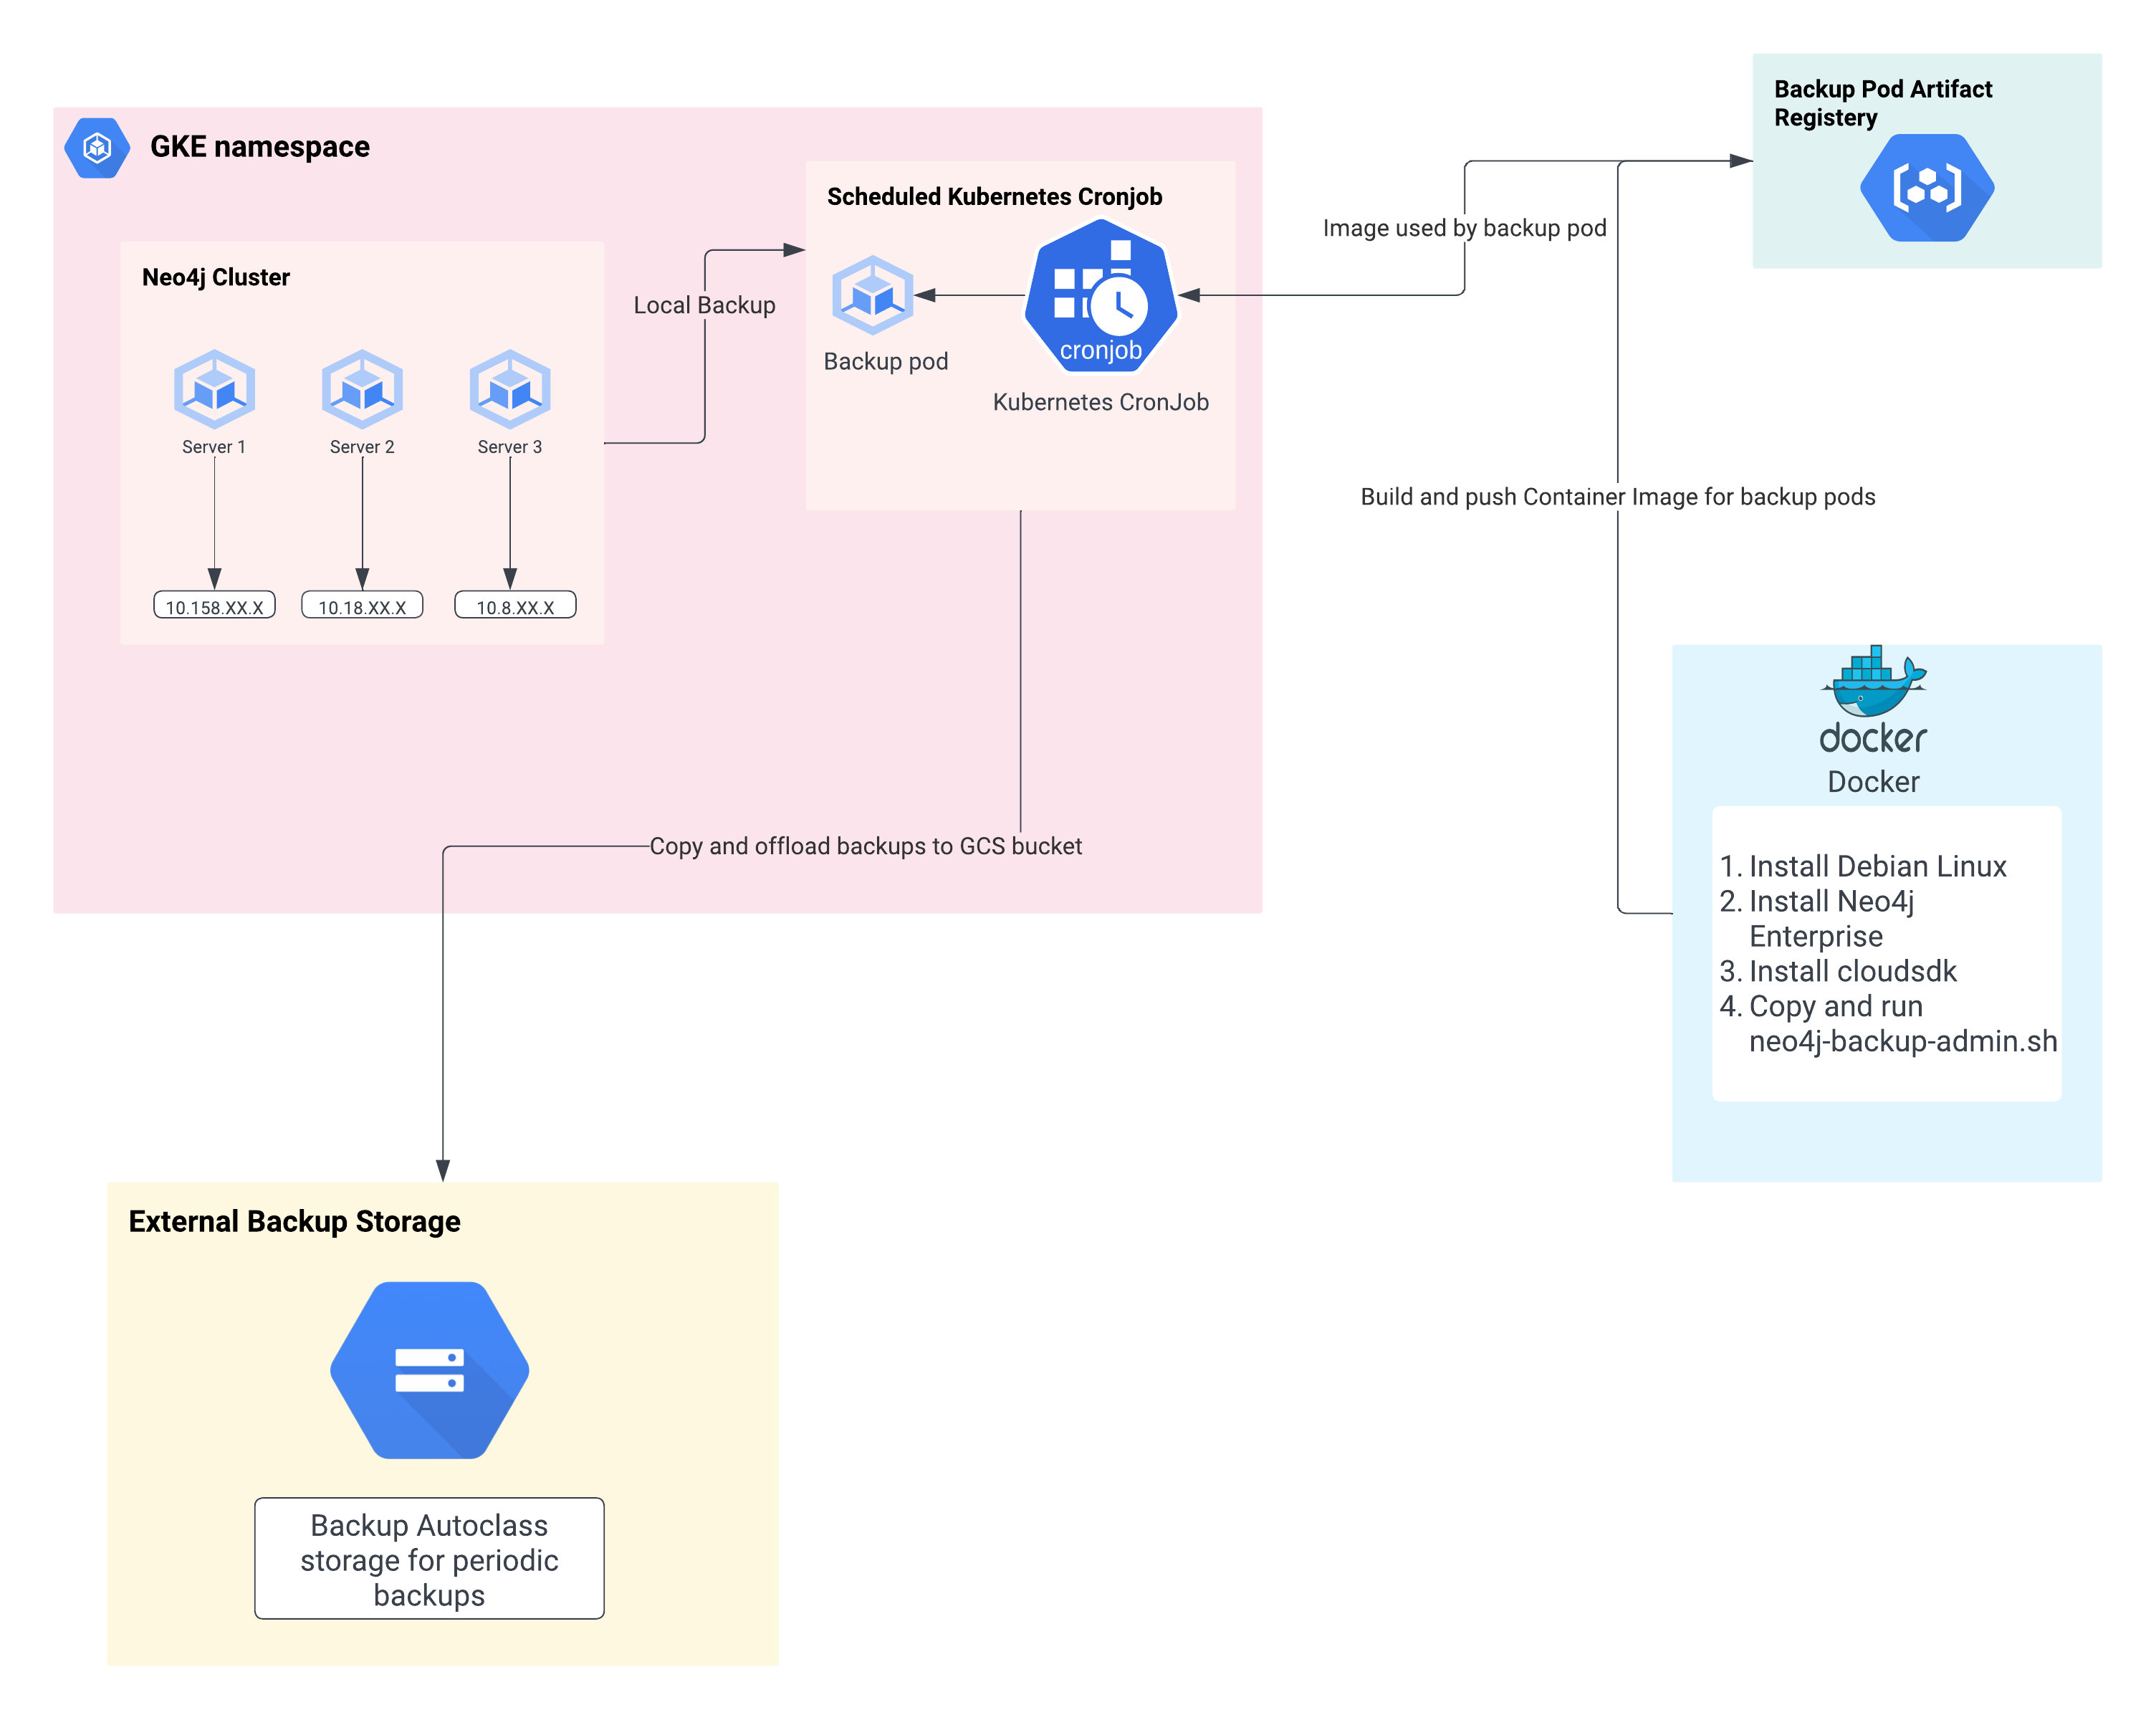 Backup Pod Artifact
Registery
GKE namespace
Scheduled Kubernetes Cronjob
Image used by backup pod
Neo4j Cluster
Local Backup
cronjob
Backup pod
Kubernetes CronJob
Server 1
Server 2
Server 3
Build and push Container Image for backup pods
10.158.XX.X
10.18.XX.X
10.8.XX.X
docker
Docker
Copy and offload backups to GCS bucket
1. Install Debian Linux
2. Install Neo4j
Enterprise
3. Install cloudsdk
4. Copy and run
neo4j-backup-admin.sh
External Backup Storage
Backup Autoclass
storage for periodic
backups